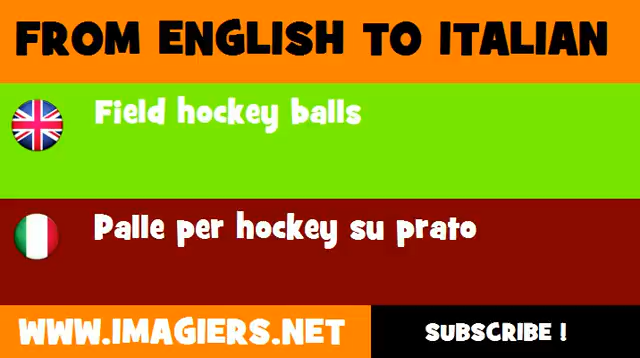 FROM ENGLISH TO ITALIAN
Field hockey balls
Palle per hockey su prato
WWW.IMAGIERS.NET
SUBSCRIBE !